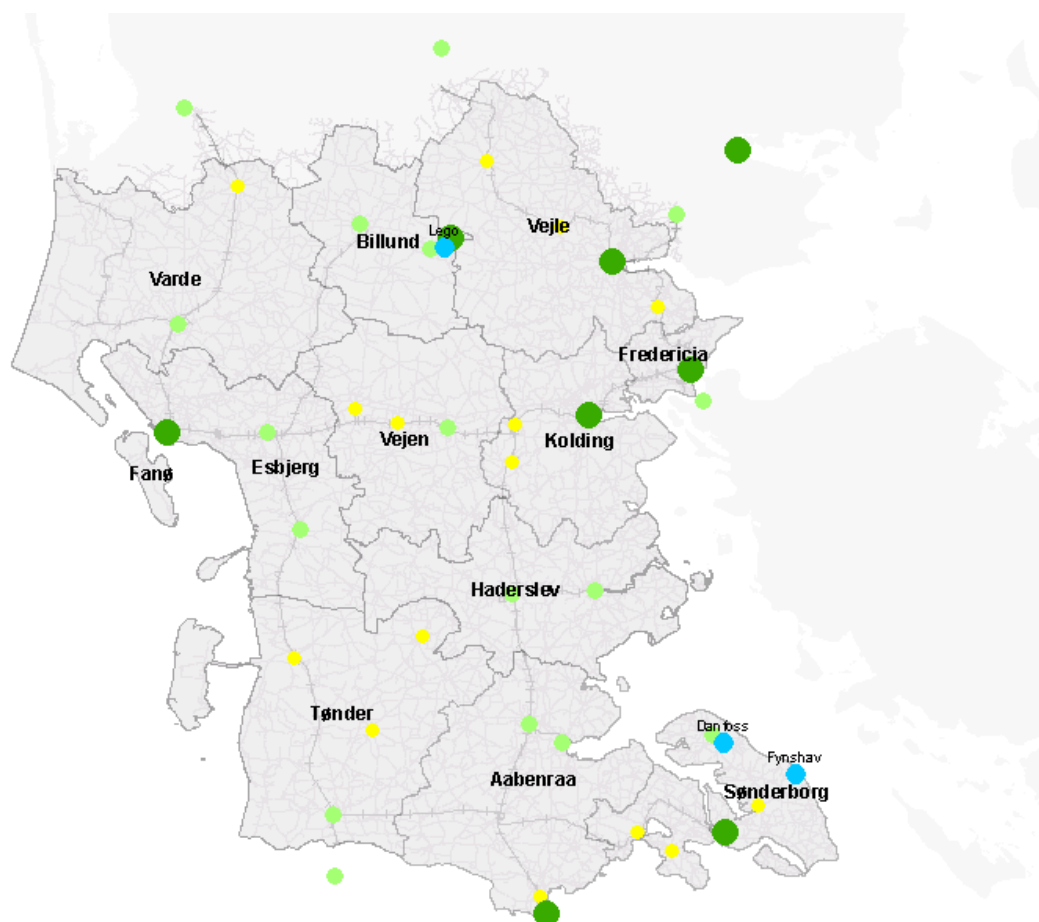 Lego
Vejle
Billund
Varde
Fredericia
Vejen
Kolding
Fanø
Esbjerg
Haderslev
Tønder
Danfoss
Fynshav
Aabenraa
Sønderborg